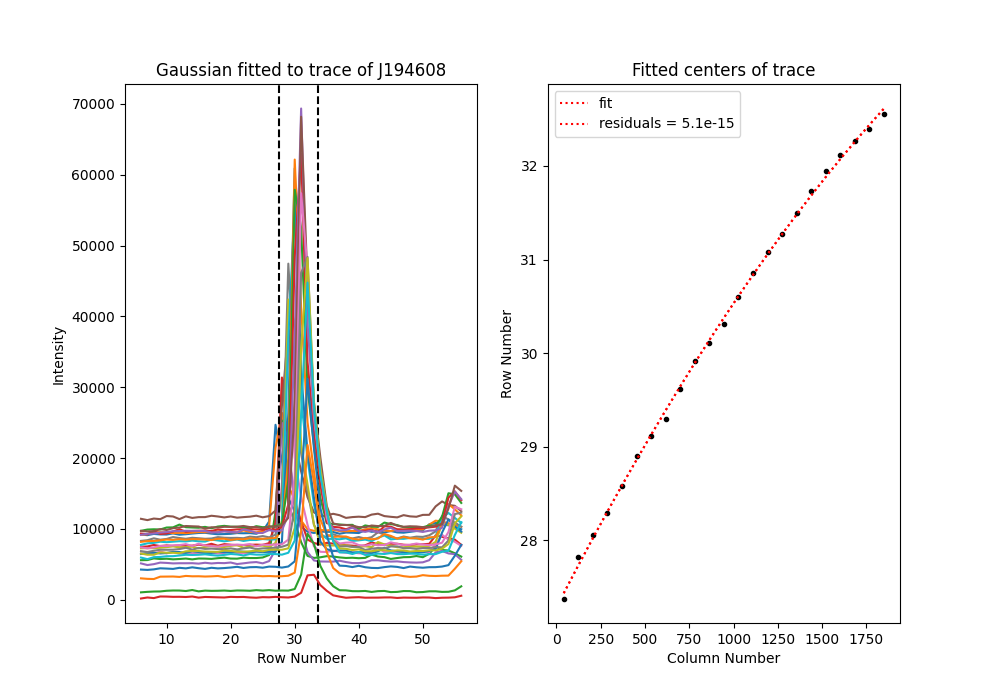 Gaussian fitted to trace of J194608
70000
60000
50000
40000
30000
20000
10000
0
Intensity
10 20 30 40 50
Row Number
Fitted centers of trace
fit
residuals = 5.1e-15
32
31
30
29
28
Row Number
0 250 500 750 1000 1250 1500 1750
Column Number